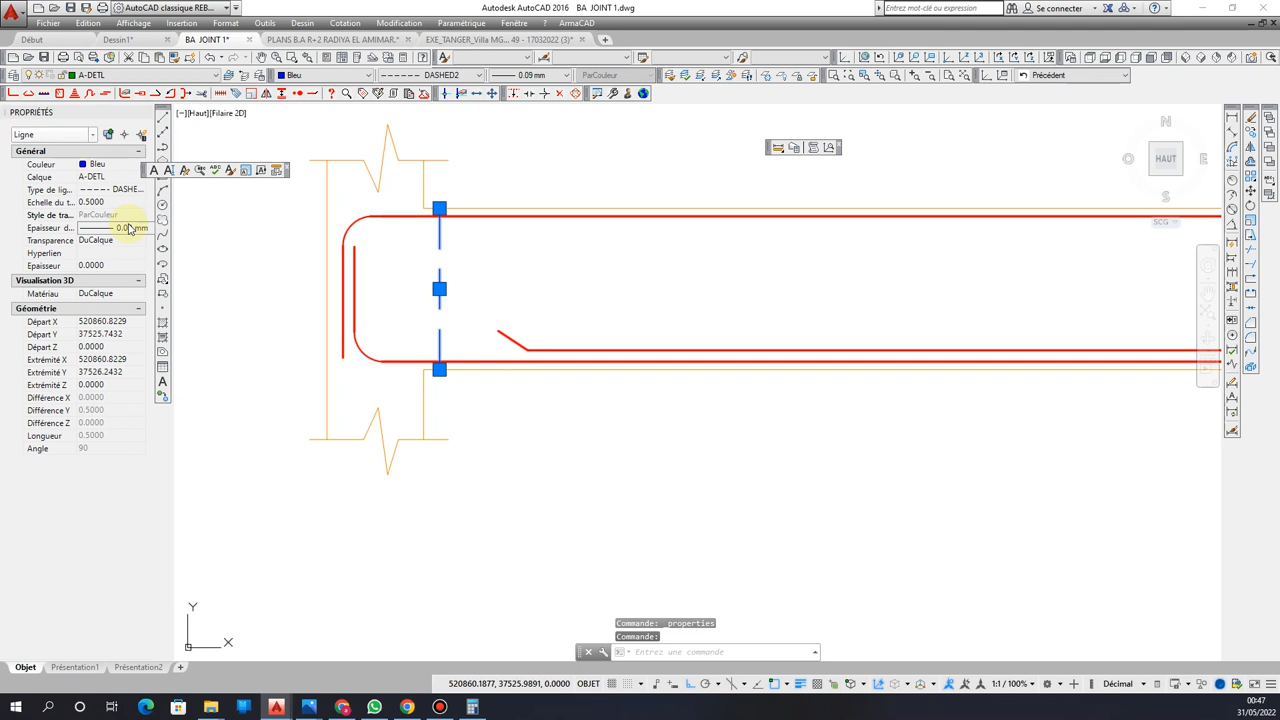 AutoCAD classique REB...
Autodesk AutoCAD 2016 BA JOINT 1.dwg
Entrez mot-clé ou expression
Se connecter
Fichier Edition Affichage Insertion Format Outils Dessin Cotation Modification Paramétrique Fenêtre ? ArmaCAD
Début Dessin1* BA JOINT 1* PLANS B.A R+2 RADIYA EL AMIMAR.* EXE_TANGER_Villa MG... 49 - 17032022 (3)*
A-DETL Bleu DASHED2 0.09 mm ParCouleur Précédent
PROPRIÉTÉS
[−][Haut][Filaire 2D]
Ligne
Général
Couleur Bleu
Calque A-DETL
Type de lig... DASHE...
Echelle du t... 0.5000
Style de tra... ParCouleur
Epaisseur d... mm
Transparence DuCalque
Hyperlien
Epaisseur 0.0000
Visualisation 3D
Matériau DuCalque
Géométrie
Départ X 520860.8229
Départ Y 37525.7432
Départ Z 0.0000
Extrémité X 520860.8229
Extrémité Y 37526.2432
Extrémité Z 0.0000
Différence X 0.0000
Différence Y 0.5000
Différence Z 0.0000
Longueur 0.5000
Angle 90
N
O HAUT E
S
SCG
Y
X
Commande: _properties
Commande:
Entrez une commande
Objet Présentation1 Présentation2 +
520860.1877, 37525.9891, 0.0000 OBJET 1:1 / 100% Décimal
00:47
31/05/2022